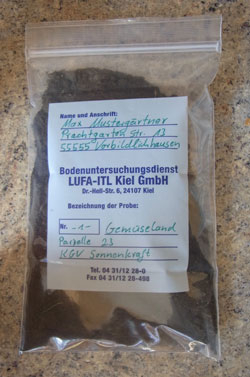 Name und Anschrift:
Max Mustergärtner
Prachtgarten Str. 13
55555 Vorbildlichhausen
Bodenuntersuchungsdienst
LUFA-ITL Kiel GmbH
Dr.-Hell-Str. 6, 24107 Kiel
Bezeichnung der Probe:
Nr. -1- Gemüseland
Parzelle 23
KGV Sonnenkraft
Tel. 04 31/12 28-0
Fax 04 31/12 28-498